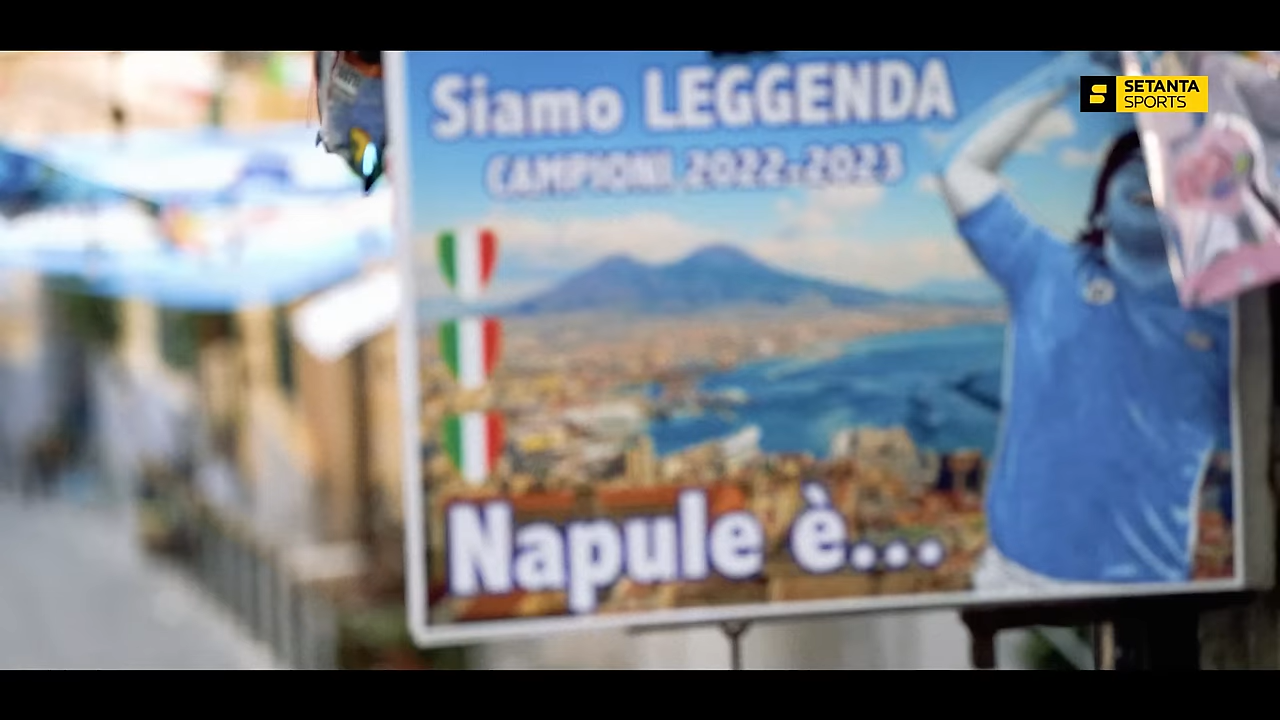 Siamo LEGGENDA
CAMPIONI 2022-2023
Napule è...
SETANTA
SPORTS